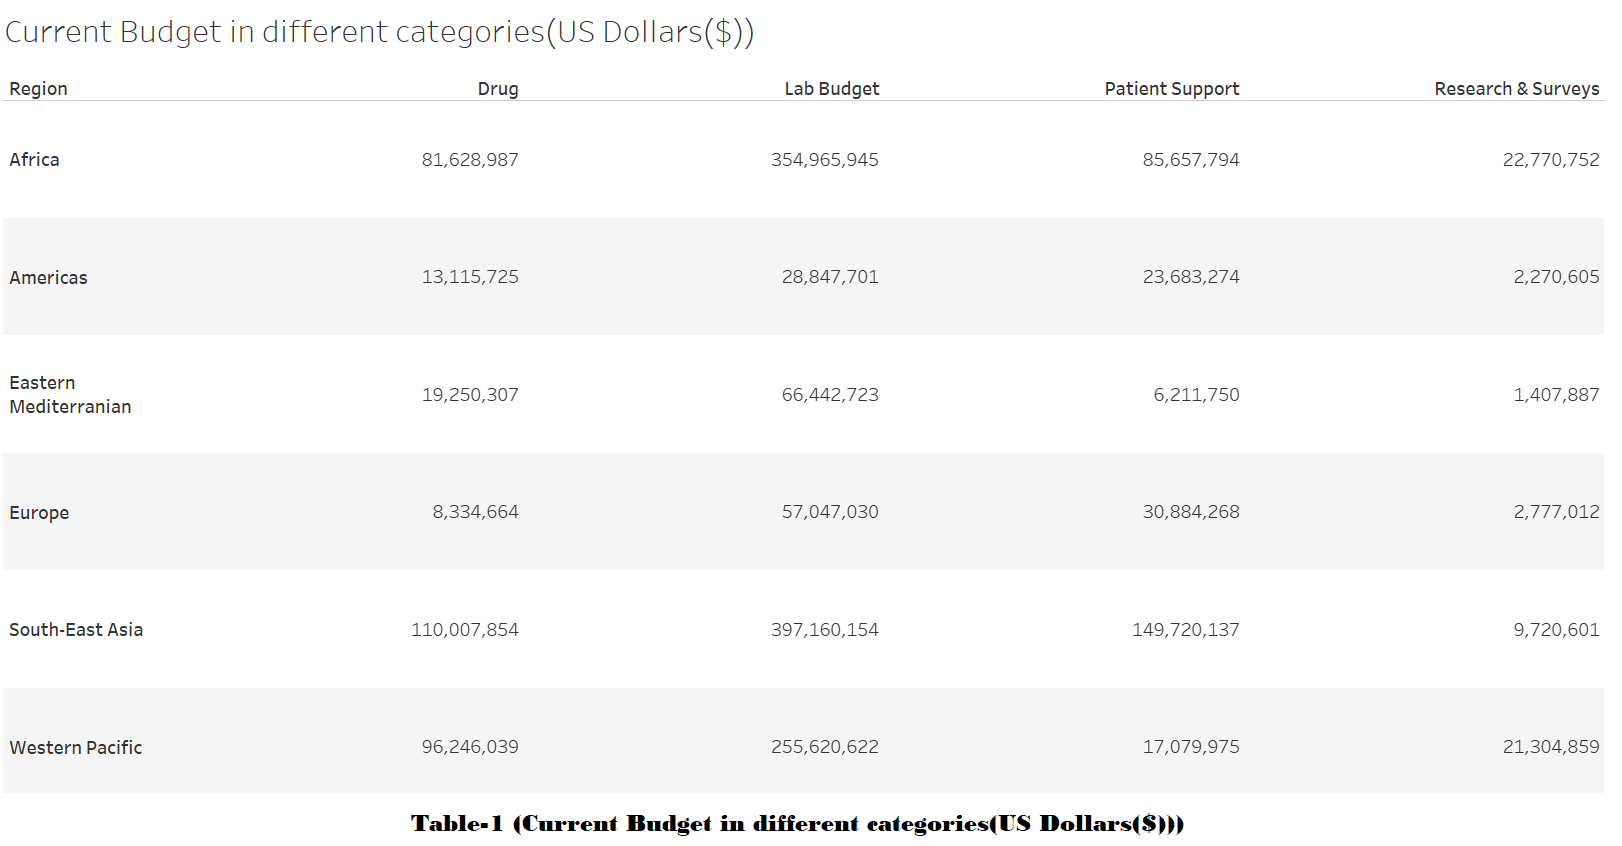 Current Budget in different categories(US Dollars($))
Region Drug Lab Budget Patient Support Research & Surveys
Africa 81,628,987 354,965,945 85,657,794 22,770,752
Americas 13,115,725 28,847,701 23,683,274 2,270,605
Eastern
Mediterranian 19,250,307 66,442,723 6,211,750 1,407,887
Europe 8,334,664 57,047,030 30,884,268 2,777,012
South-East Asia 110,007,854 397,160,154 149,720,137 9,720,601
Western Pacific 96,246,039 255,620,622 17,079,975 21,304,859
Table-1 (Current Budget in different categories(US Dollars($)))